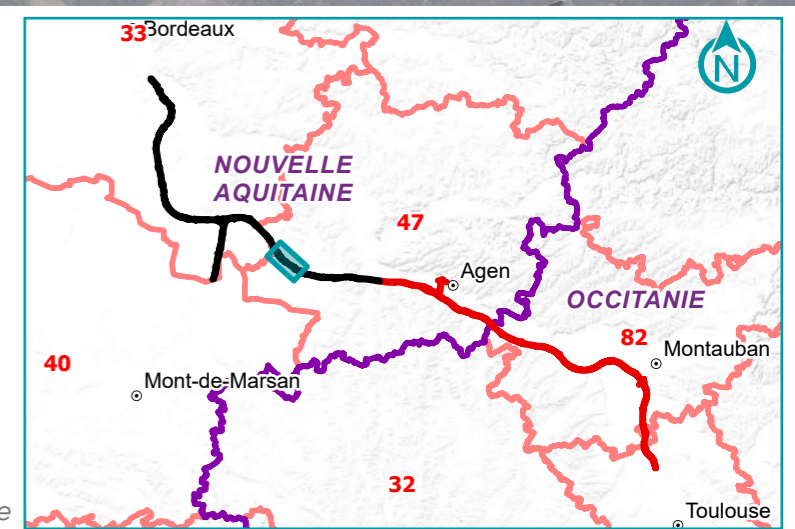 33
Bordeaux
N
NOUVELLE
AQUITAINE
47
Agen
OCCITANIE
82
Montauban
40
Mont-de-Marsan
32
Toulouse
e